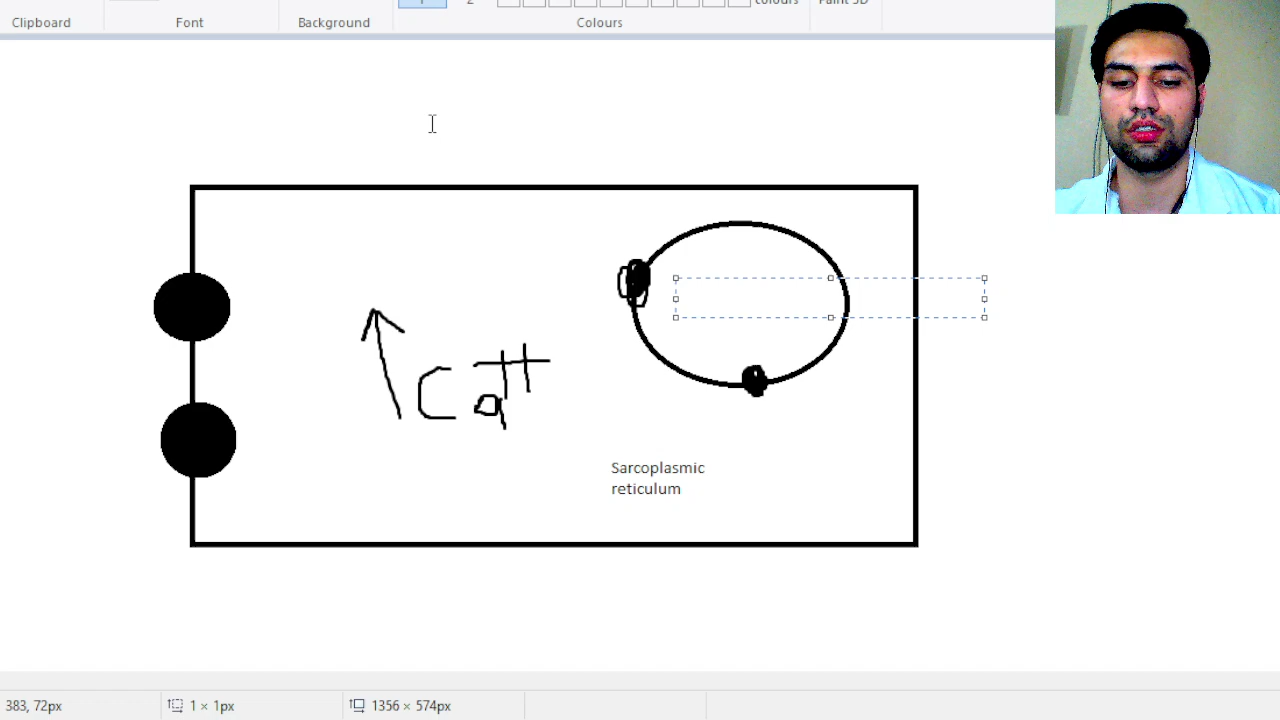 Clipboard
Font
Background
Colours
Ca++
Sarcoplasmic
reticulum
383, 72px
1 × 1px
1356 × 574px